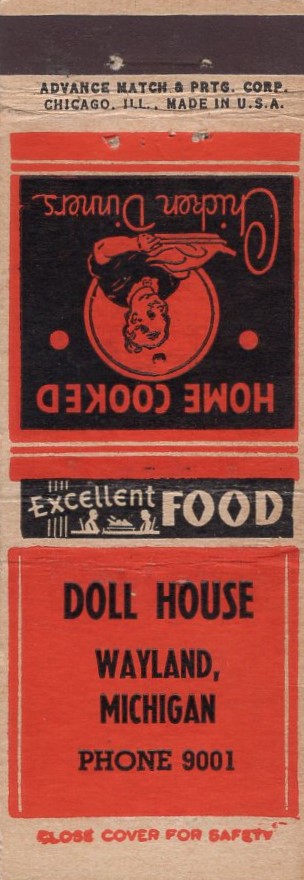 ADVANCE MATCH & PRTG. CORP.
CHICAGO, ILL., MADE IN U.S.A.
Chicken Dinners
HOME COOKED
Excellent FOOD
DOLL HOUSE
WAYLAND,
MICHIGAN
PHONE 9001
CLOSE COVER FOR SAFETY